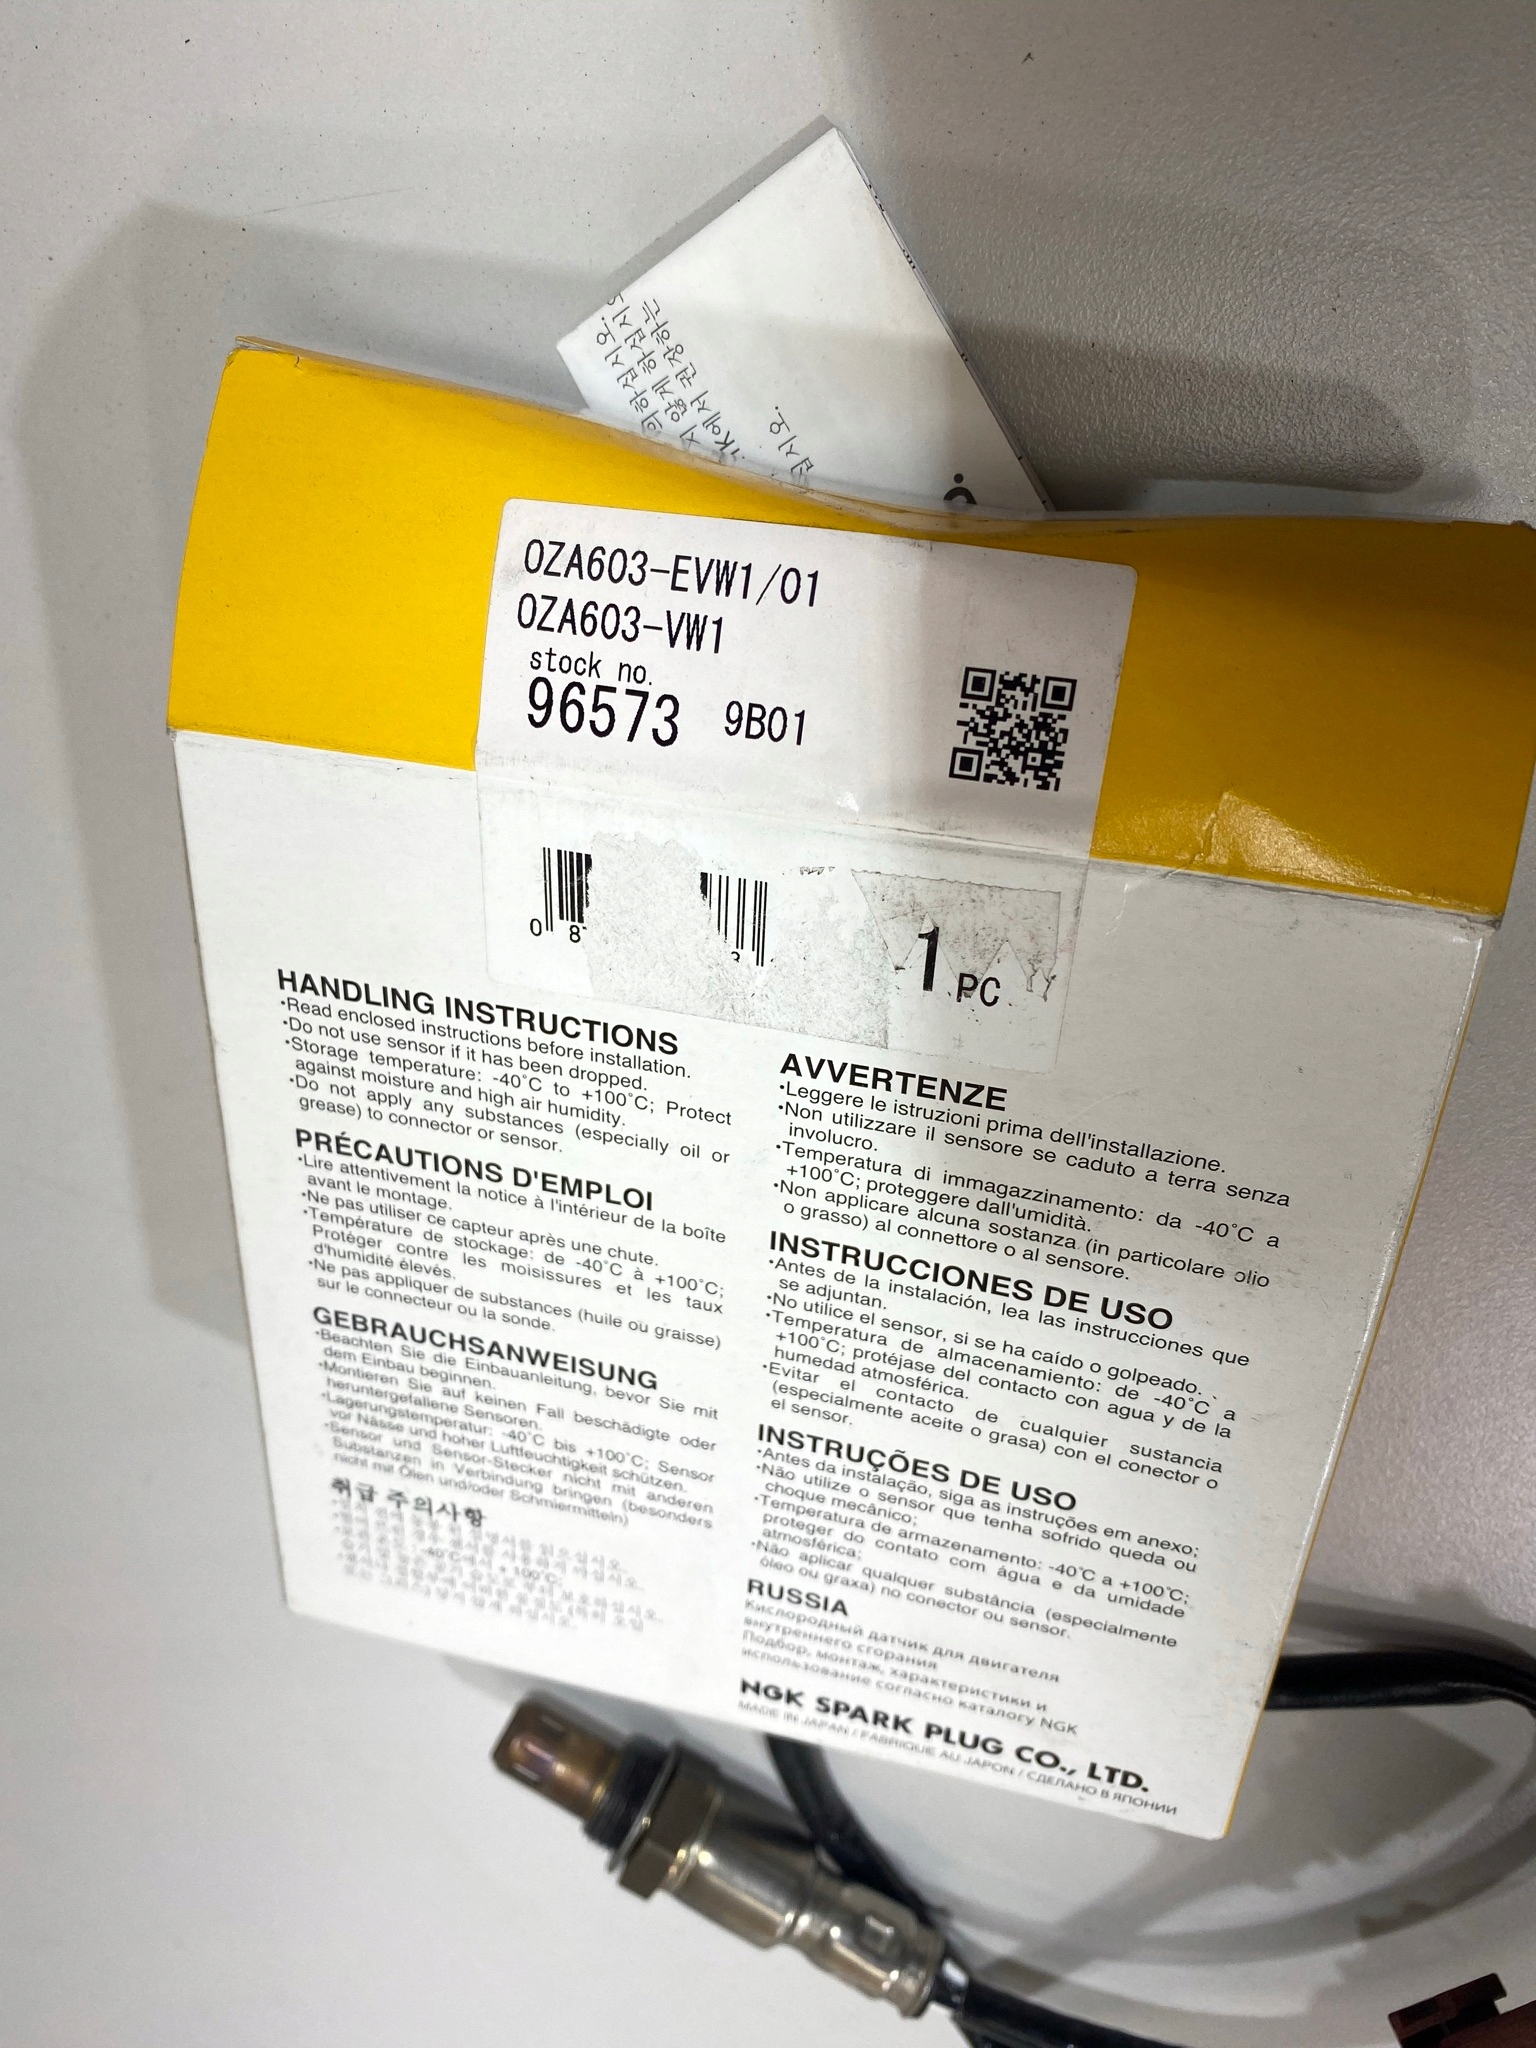 OZA603-EVW1/01
OZA603-VW1
stock no.
96573 9B01
0 8
3
1 PC
HANDLING INSTRUCTIONS
•Read enclosed instructions before installation.
•Do not use sensor if it has been dropped.
•Storage temperature: -40°C to +100°C; Protect
against moisture and high air humidity.
•Do not apply any substances (especially oil or
grease) to connector or sensor.
PRÉCAUTIONS D'EMPLOI
•Lire attentivement la notice à l'intérieur de la boîte
avant le montage.
•Ne pas utiliser ce capteur après une chute.
•Température de stockage: de -40°C à +100°C;
Protéger contre les moisissures et les taux
d'humidité élevés.
•Ne pas appliquer de substances (huile ou graisse)
sur le connecteur ou la sonde.
GEBRAUCHSANWEISUNG
•Beachten Sie die Einbauanleitung, bevor Sie mit
dem Einbau beginnen.
•Montieren Sie auf keinen Fall beschädigte oder
heruntergefallene Sensoren.
•Lagerungstemperatur: -40°C bis +100°C; Sensor
vor Nässe und hoher Luftfeuchtigkeit schützen.
•Sensor und Sensor-Stecker nicht mit anderen
Substanzen in Verbindung bringen (besonders
nicht mit Ölen und/oder Schmiermitteln)
취급 주의사항
-40°C에서 +100°C
AVVERTENZE
•Leggere le istruzioni prima dell'installazione.
•Non utilizzare il sensore se caduto a terra senza
involucro.
•Temperatura di immagazzinamento: da -40°C a
+100°C; proteggere dall'umidità.
•Non applicare alcuna sostanza (in particolare olio
o grasso) al connettore o al sensore.
INSTRUCCIONES DE USO
•Antes de la instalación, lea las instrucciones que
se adjuntan.
•No utilice el sensor, si se ha caído o golpeado.
•Temperatura de almacenamiento: de -40°C a
+100°C; protéjase del contacto con agua y de la
humedad atmosférica.
•Evitar el contacto de cualquier sustancia
(especialmente aceite o grasa) con el conector o
el sensor.
INSTRUÇÕES DE USO
•Antes da instalação, siga as instruções em anexo;
•Não utilize o sensor que tenha sofrido queda ou
choque mecânico;
•Temperatura de armazenamento: -40°C a +100°C;
proteger do contato com água e da umidade
atmosférica;
•Não aplicar qualquer substância (especialmente
óleo ou graxa) no conector ou sensor.
RUSSIA
Кислородный датчик для двигателя
внутреннего сгорания
Подбор, монтаж, характеристики и
использование согласно каталогу NGK
NGK SPARK PLUG CO., LTD.
MADE IN JAPAN / FABRIQUE AU JAPON / СДЕЛАНО В ЯПОНИИ